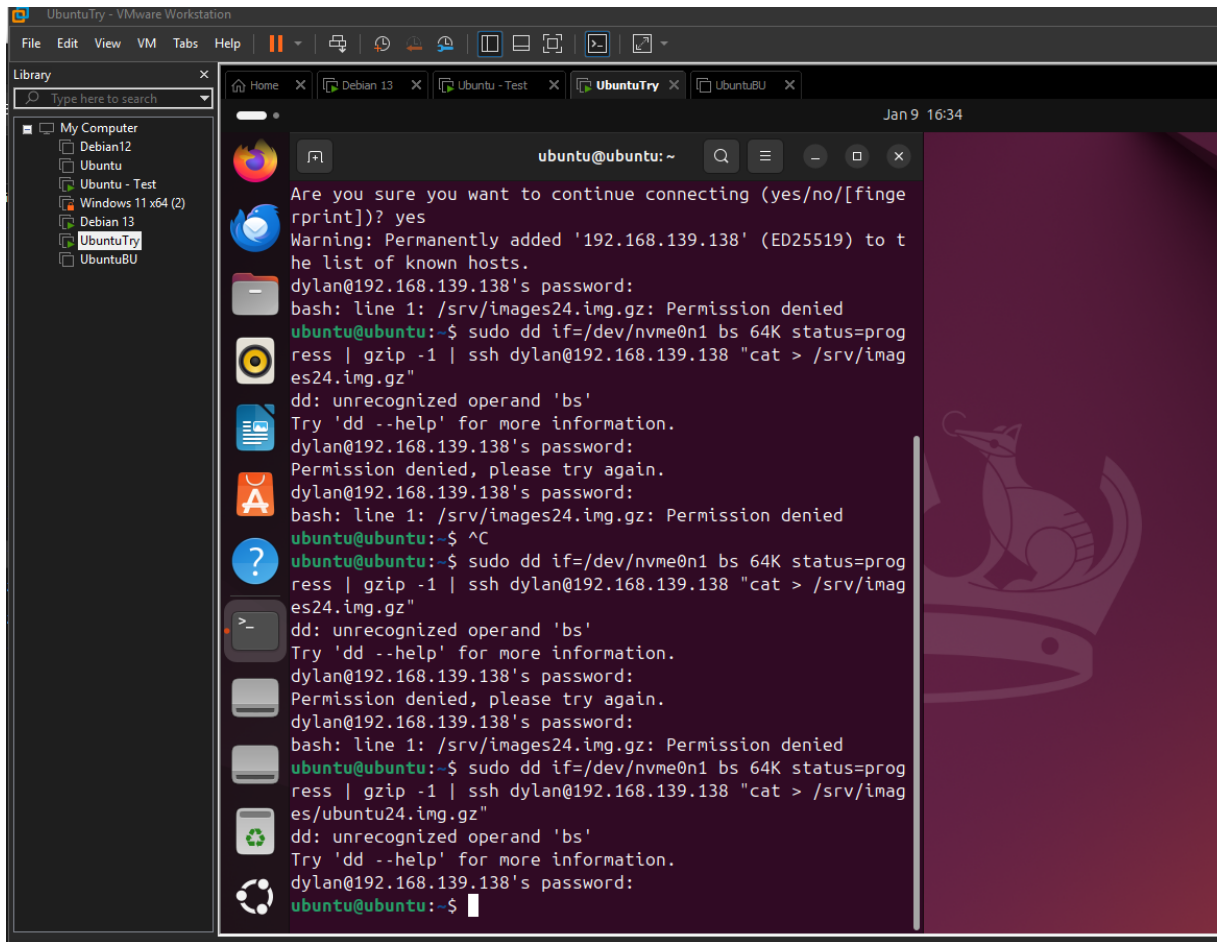 UbuntuTry - VMware Workstation
File Edit View VM Tabs Help
Library
Type here to search
My Computer
Debian12
Ubuntu
Ubuntu - Test
Windows 11 x64 (2)
Debian 13
UbuntuTry
UbuntuBU
Home Debian 13 Ubuntu - Test UbuntuTry UbuntuBU
Jan 9 16:34
ubuntu@ubuntu: ~
Are you sure you want to continue connecting (yes/no/[finge
rprint])? yes
Warning: Permanently added '192.168.139.138' (ED25519) to t
he list of known hosts.
dylan@192.168.139.138's password:
bash: line 1: /srv/images24.img.gz: Permission denied
ubuntu@ubuntu:~$ sudo dd if=/dev/nvme0n1 bs 64K status=prog
ress | gzip -1 | ssh dylan@192.168.139.138 "cat > /srv/imag
es24.img.gz"
dd: unrecognized operand 'bs'
Try 'dd --help' for more information.
dylan@192.168.139.138's password:
Permission denied, please try again.
dylan@192.168.139.138's password:
bash: line 1: /srv/images24.img.gz: Permission denied
ubuntu@ubuntu:~$ ^C
ubuntu@ubuntu:~$ sudo dd if=/dev/nvme0n1 bs 64K status=prog
ress | gzip -1 | ssh dylan@192.168.139.138 "cat > /srv/imag
es24.img.gz"
dd: unrecognized operand 'bs'
Try 'dd --help' for more information.
dylan@192.168.139.138's password:
Permission denied, please try again.
dylan@192.168.139.138's password:
bash: line 1: /srv/images24.img.gz: Permission denied
ubuntu@ubuntu:~$ sudo dd if=/dev/nvme0n1 bs 64K status=prog
ress | gzip -1 | ssh dylan@192.168.139.138 "cat > /srv/imag
es/ubuntu24.img.gz"
dd: unrecognized operand 'bs'
Try 'dd --help' for more information.
dylan@192.168.139.138's password:
ubuntu@ubuntu:~$